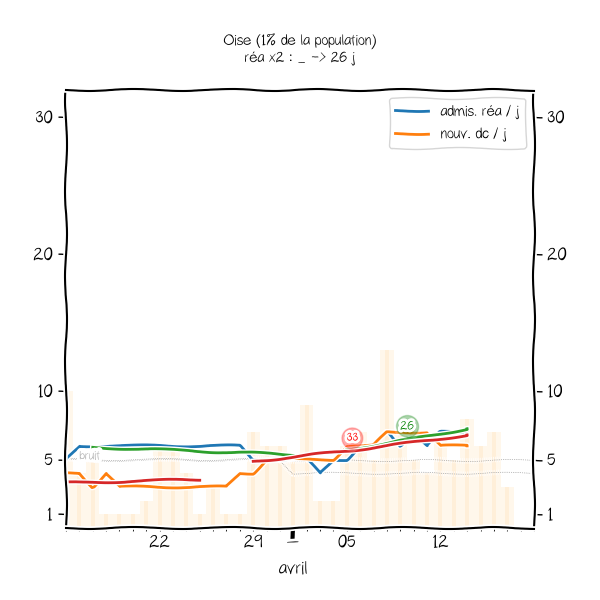 Oise (1% de la population)
réa x2 : _ -> 26 j
admis. réa / j
nouv. dc / j
30
30
20
20
10
10
33
26
bruit
5
5
1
1
22
29
05
12
avril